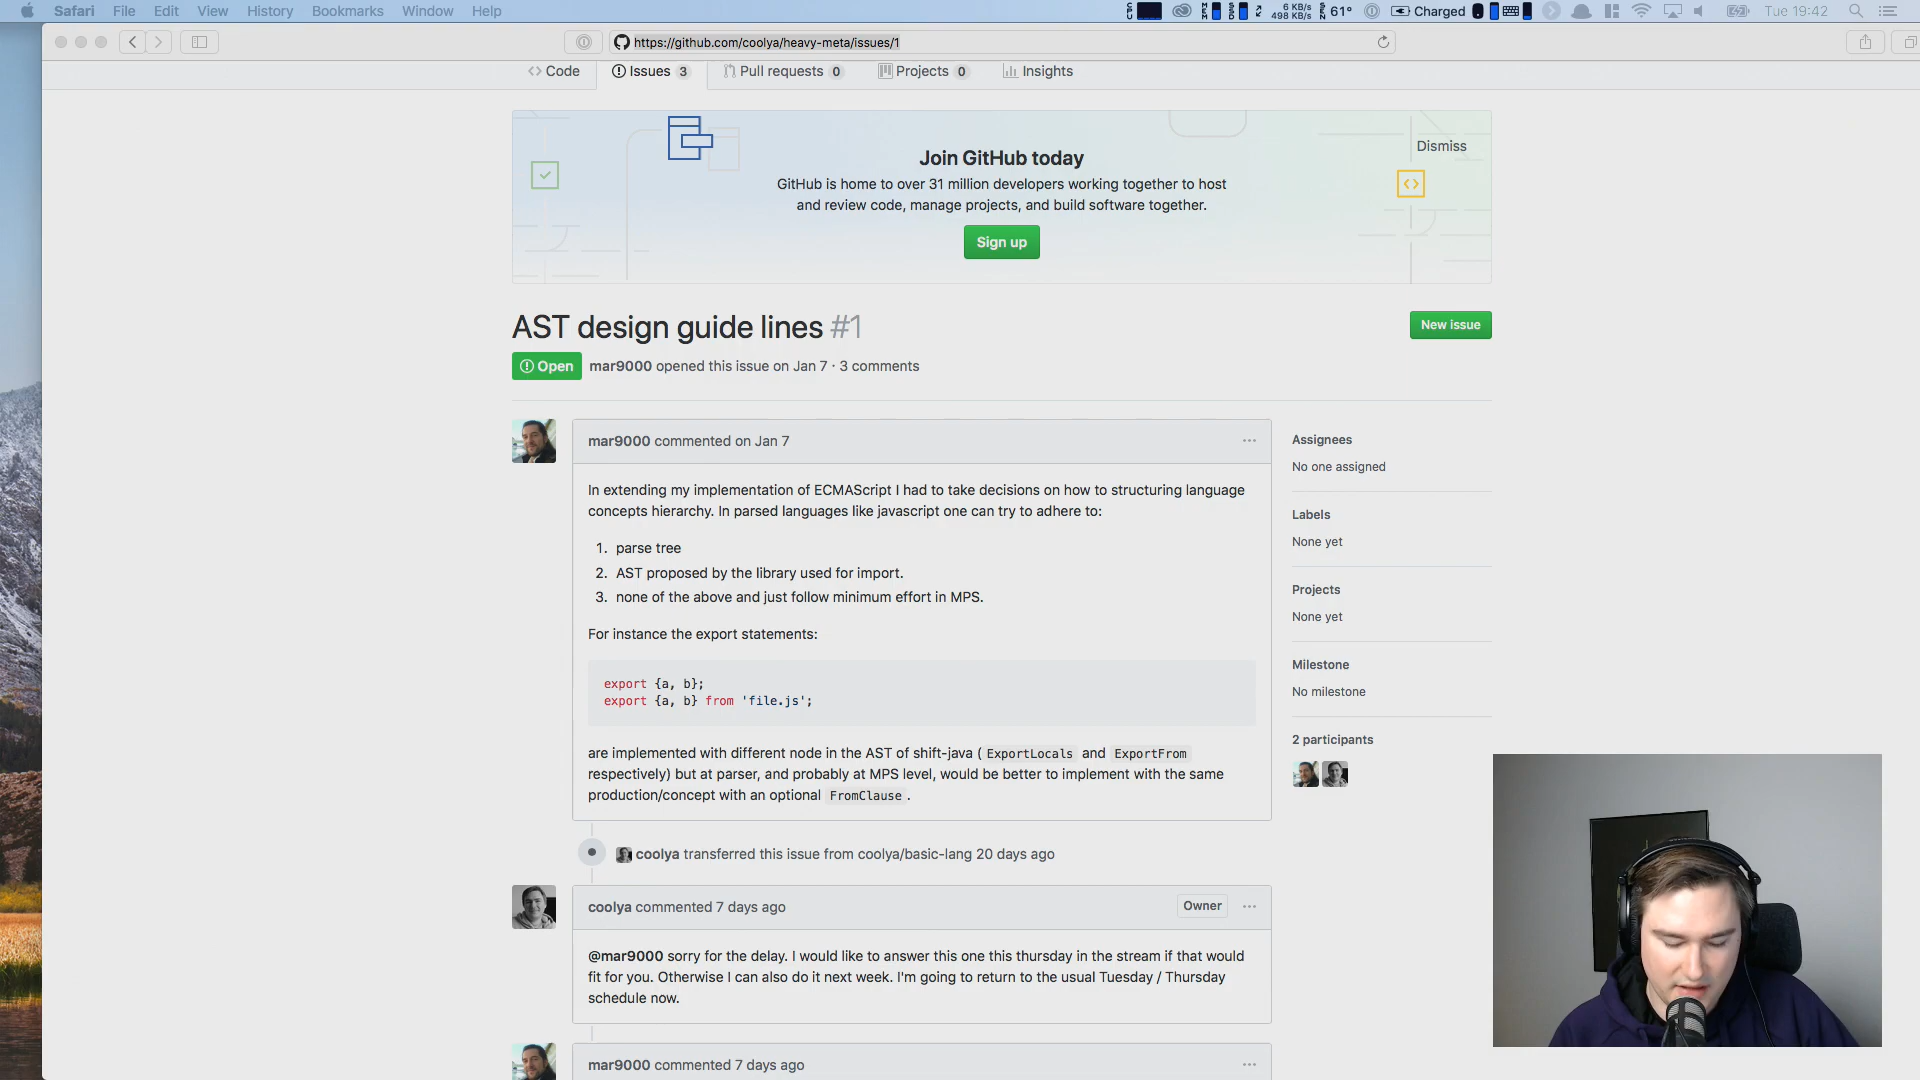 Safari File Edit View History Bookmarks Window Help
6 KB/s
498 KB/s
61° Charged Tue 19:42
https://github.com/coolya/heavy-meta/issues/1
Code Issues 3 Pull requests 0 Projects 0 Insights
Join GitHub today
Dismiss
GitHub is home to over 31 million developers working together to host
and review code, manage projects, and build software together.
Sign up
AST design guide lines #1
New issue
Open mar9000 opened this issue on Jan 7 · 3 comments
mar9000 commented on Jan 7
In extending my implementation of ECMAScript I had to take decisions on how to structuring language
concepts hierarchy. In parsed languages like javascript one can try to adhere to:
1. parse tree
2. AST proposed by the library used for import.
3. none of the above and just follow minimum effort in MPS.
For instance the export statements:
export {a, b};
export {a, b} from 'file.js';
are implemented with different node in the AST of shift-java ( ExportLocals and ExportFrom
respectively) but at parser, and probably at MPS level, would be better to implement with the same
production/concept with an optional FromClause .
coolya transferred this issue from coolya/basic-lang 20 days ago
coolya commented 7 days ago
Owner
@mar9000 sorry for the delay. I would like to answer this one this thursday in the stream if that would
fit for you. Otherwise I can also do it next week. I'm going to return to the usual Tuesday / Thursday
schedule now.
mar9000 commented 7 days ago
Assignees
No one assigned
Labels
None yet
Projects
None yet
Milestone
No milestone
2 participants